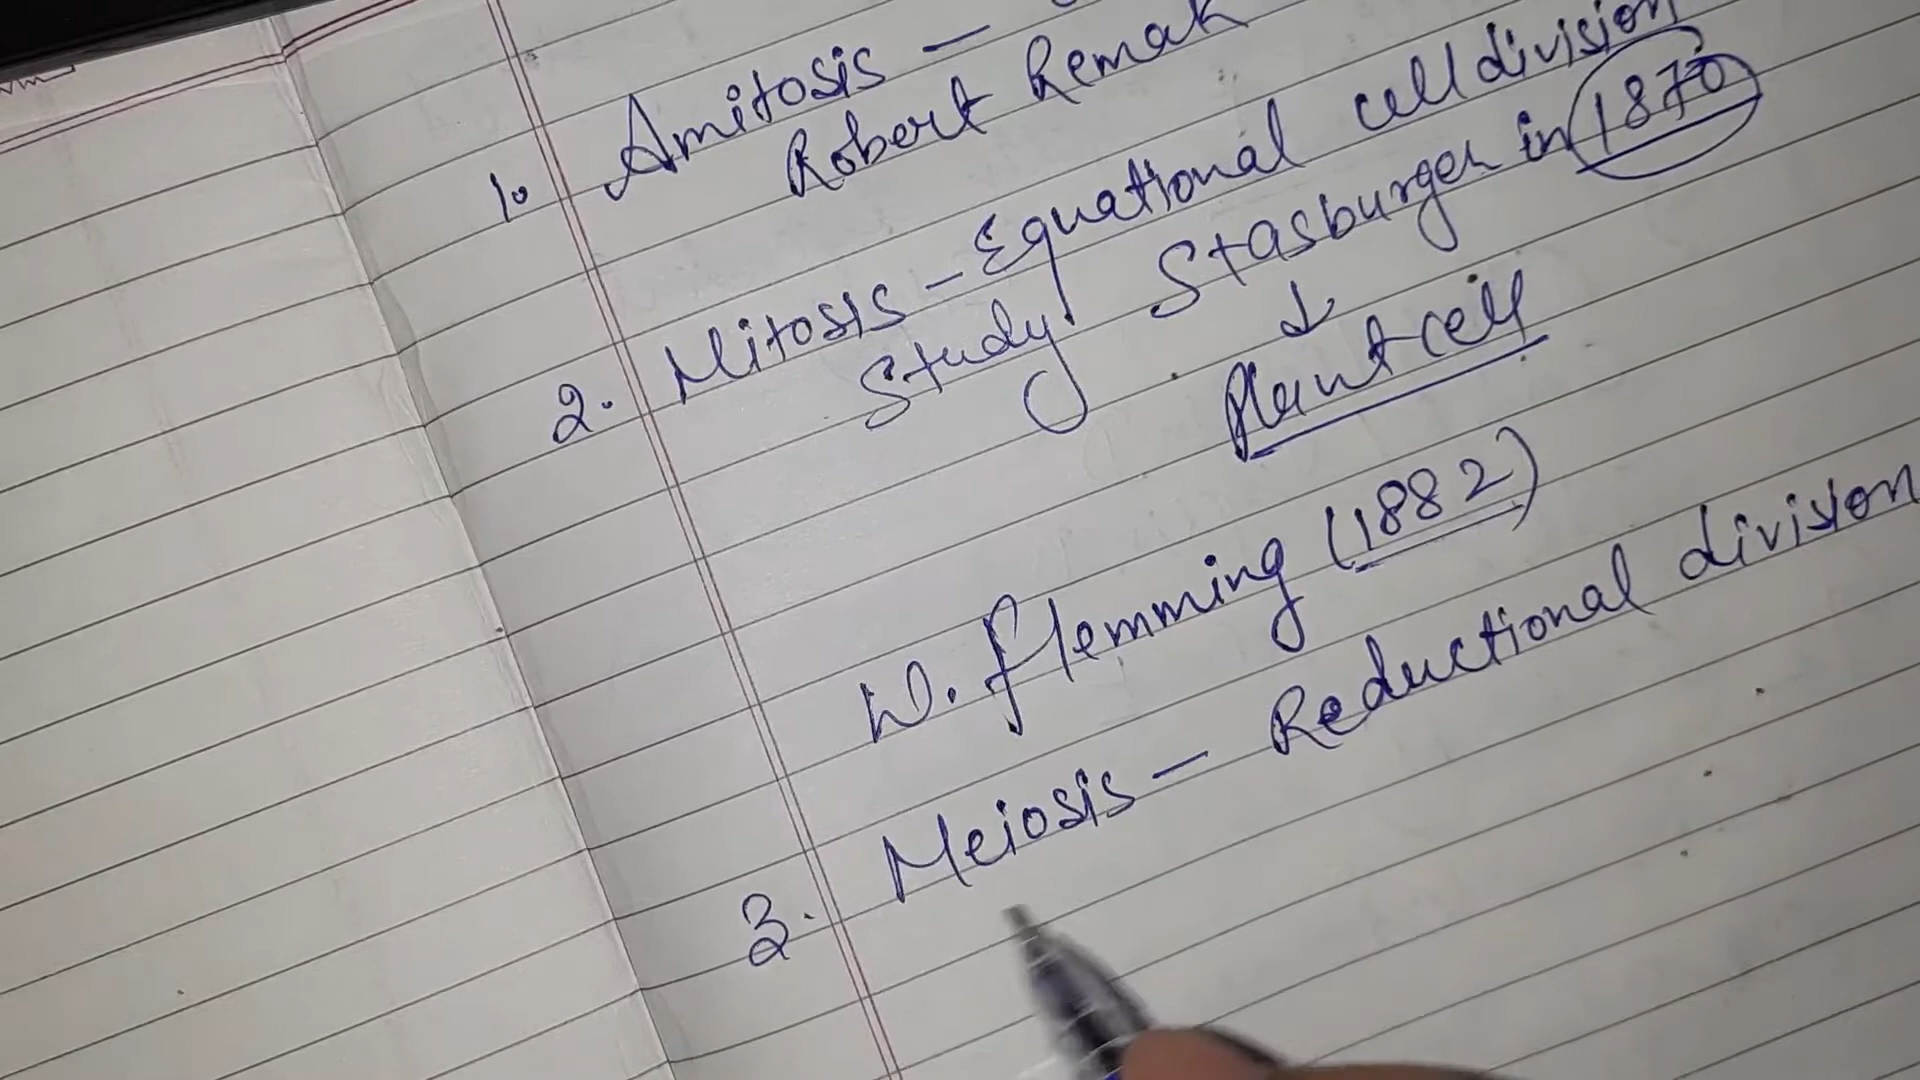 1. Amitosis -
Robert Remak
2. Mitosis - Equational cell division
Study Stasburger in 1870
Plant cell
W. Flemming (1882)
3. Meiosis - Reductional division